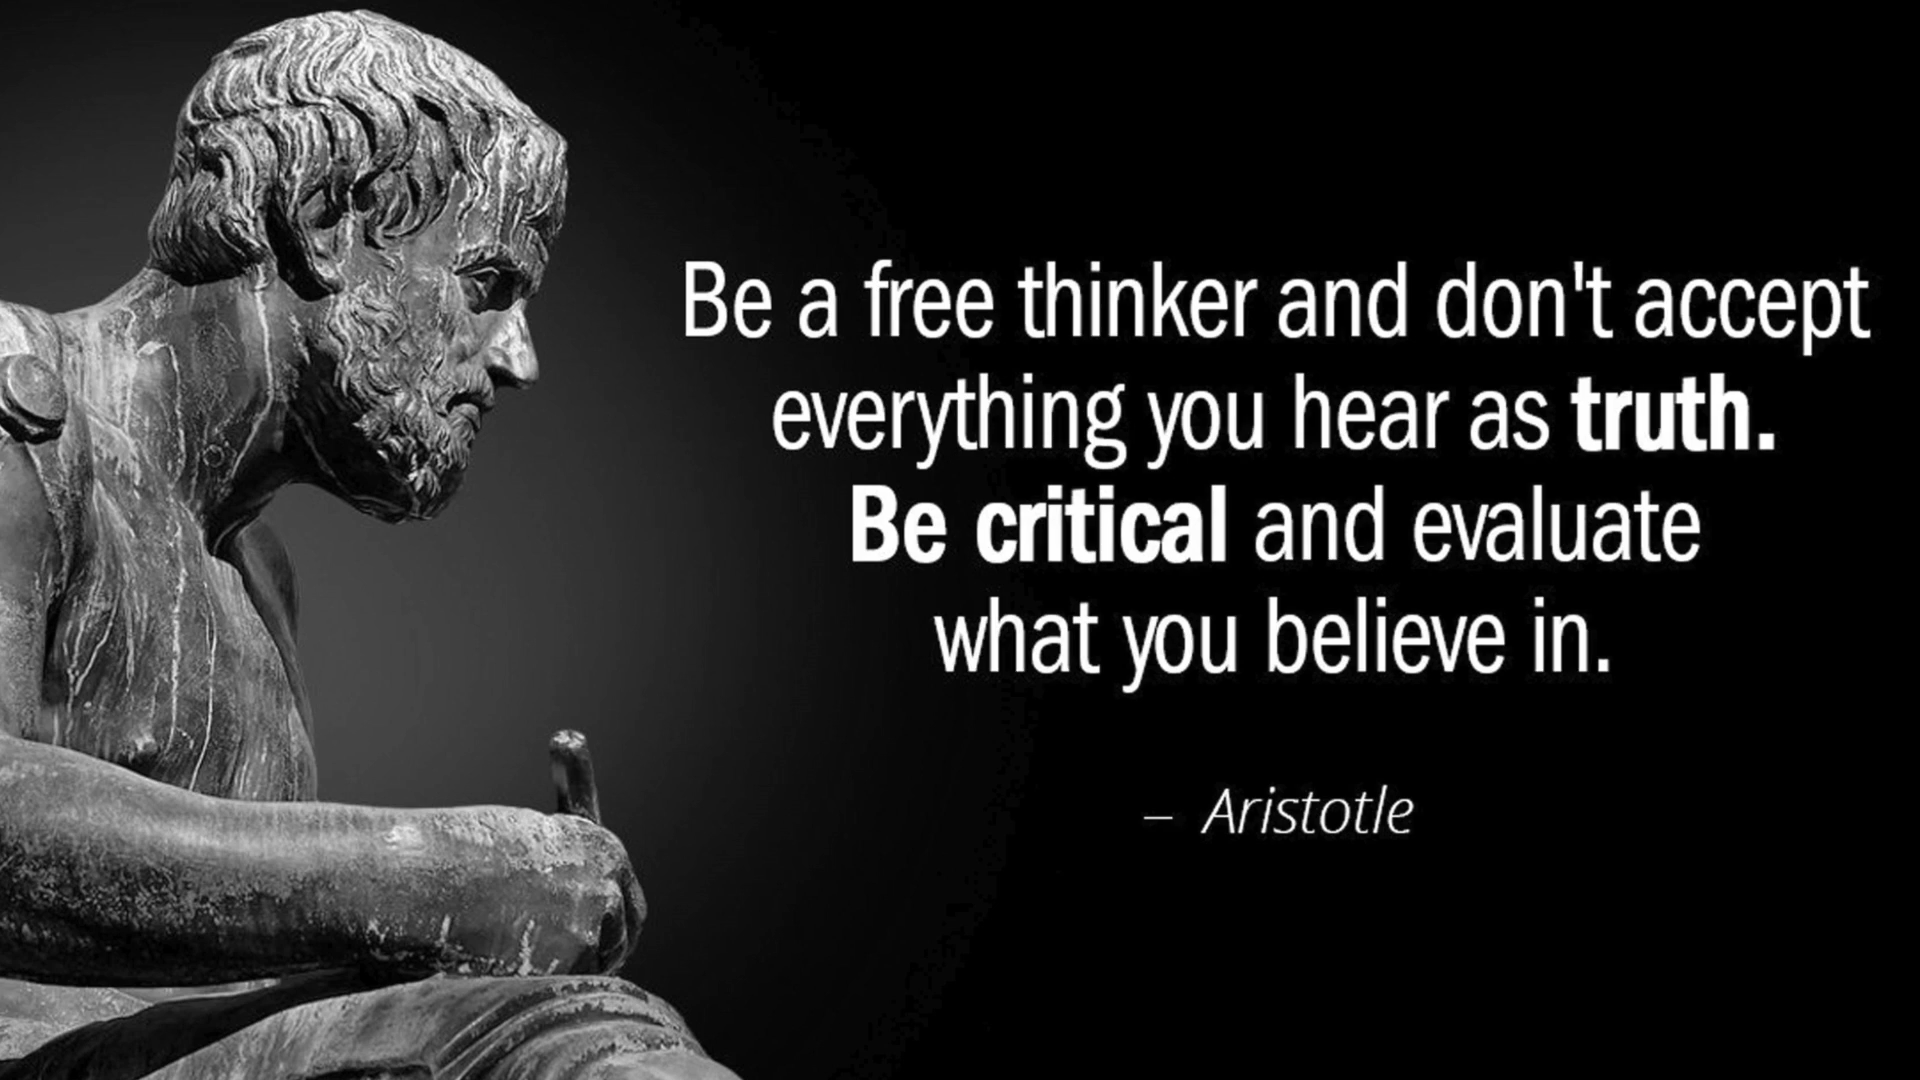 Be a free thinker and don't accept
everything you hear as truth.
Be critical and evaluate
what you believe in.
– Aristotle